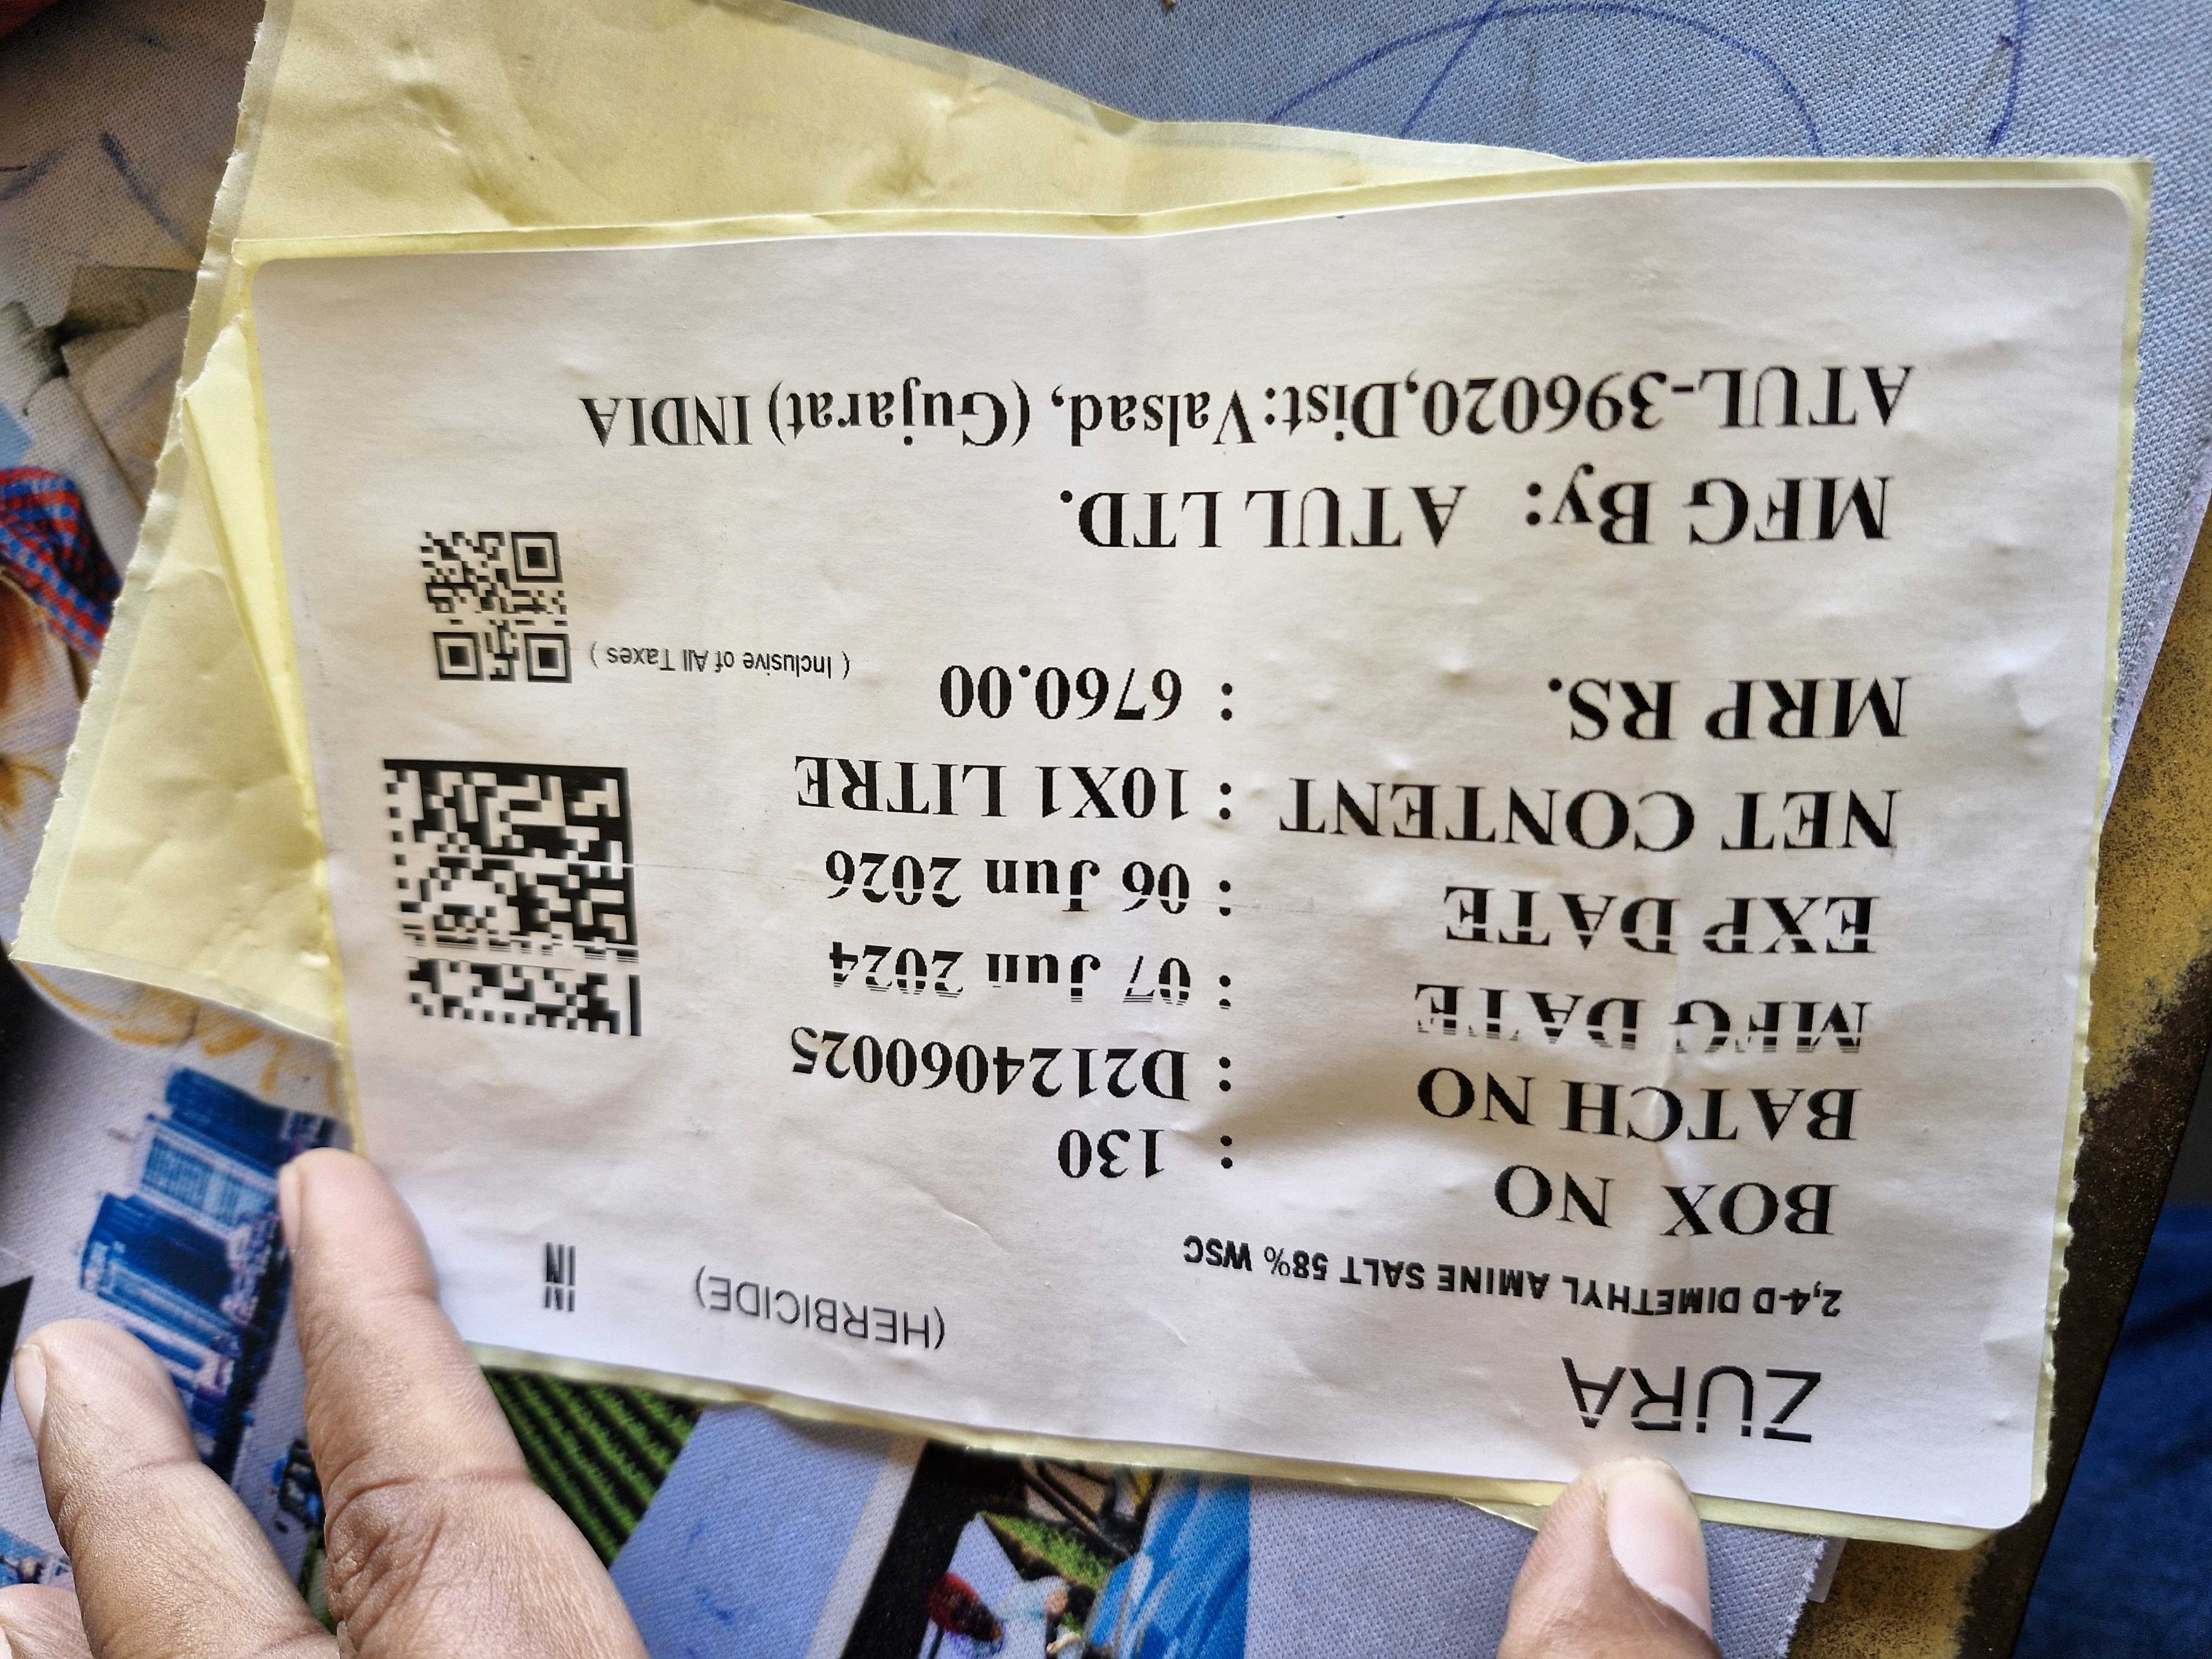 ZURA
2,4-D DIMETHYL AMINE SALT 58% WSC (HERBICIDE) IN
BOX NO : 130
BATCH NO : D2124060025
MFG DATE : 07 Jun 2024
EXP DATE : 06 Jun 2026
NET CONTENT : 10X1 LITRE
MRP RS. : 6760.00 ( Inclusive of All Taxes )
MFG By: ATUL LTD.
ATUL-396020,Dist:Valsad, (Gujarat) INDIA